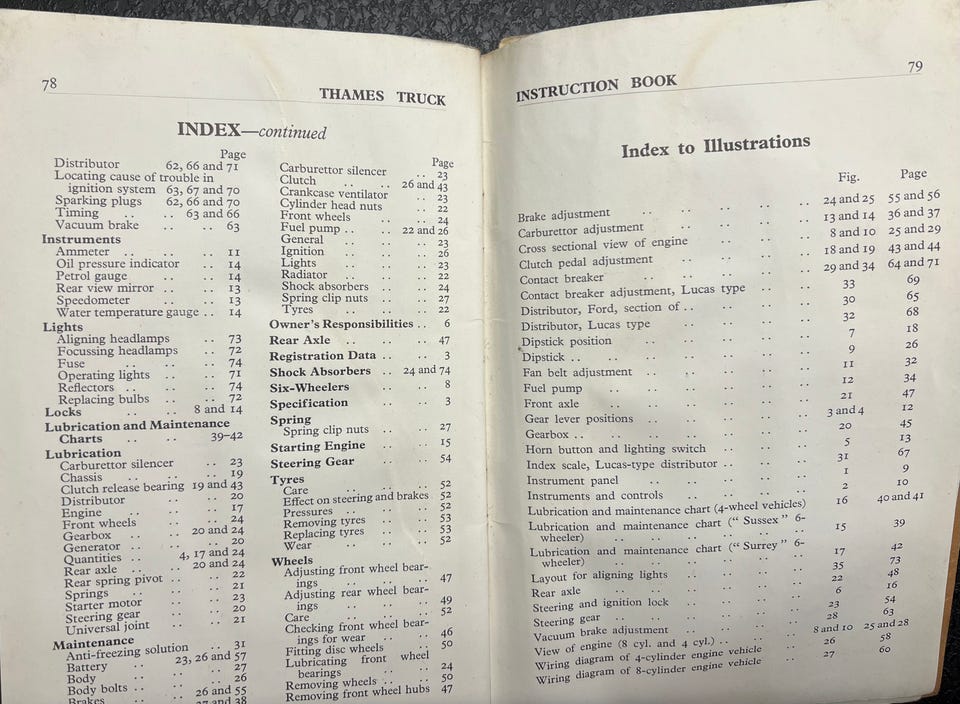 78
THAMES TRUCK
INDEX—continued
Page
Distributor 62, 66 and 71
Locating cause of trouble in
ignition system 63, 67 and 70
Sparking plugs 62, 66 and 70
Timing .. .. 63 and 66
Vacuum brake .. .. 63
Instruments
Ammeter .. .. .. 11
Oil pressure indicator .. 14
Petrol gauge .. .. 14
Rear view mirror .. .. 13
Speedometer .. .. 13
Water temperature gauge .. 14
Lights
Aligning headlamps .. 73
Focussing headlamps .. 72
Fuse .. .. .. 74
Operating lights .. .. 71
Reflectors .. .. .. 74
Replacing bulbs .. .. 72
Locks .. .. 8 and 14
Lubrication and Maintenance
Charts .. .. 39-42
Lubrication
Carburettor silencer .. 23
Chassis .. .. .. 19
Clutch release bearing 19 and 43
Distributor .. .. 20
Engine .. .. .. 17
Front wheels .. .. 24
Gearbox .. .. 20 and 24
Generator .. .. .. 20
Quantities .. 4, 17 and 24
Rear axle .. .. 20 and 24
Rear spring pivot .. .. 22
Springs .. .. .. 21
Starter motor .. .. 23
Steering gear .. .. 20
Universal joint .. .. 21
Maintenance
Anti-freezing solution .. 31
Battery .. 23, 26 and 57
Body .. .. .. 27
Body bolts .. .. .. 26
Brakes .. .. 26 and 55
27 and 38
Page
Carburettor silencer .. 23
Clutch .. .. 26 and 43
Crankcase ventilator .. 23
Cylinder head nuts .. 22
Front wheels .. .. 24
Fuel pump .. .. 22 and 26
General .. .. .. 23
Ignition .. .. .. 26
Lights .. .. .. 23
Radiator .. .. .. 22
Shock absorbers .. .. 24
Spring clip nuts .. .. 27
Tyres .. .. .. 22
Owner's Responsibilities .. 6
Rear Axle .. .. .. 47
Registration Data .. .. 3
Shock Absorbers .. 24 and 74
Six-Wheelers .. .. 8
Specification .. .. 3
Spring
Spring clip nuts .. .. 27
Starting Engine .. .. 15
Steering Gear .. .. 54
Tyres
Care .. .. .. 52
Effect on steering and brakes 52
Pressures .. .. .. 52
Removing tyres .. .. 53
Replacing tyres .. .. 53
Wear .. .. .. 52
Wheels
Adjusting front wheel bear-
ings .. .. .. 47
Adjusting rear wheel bear-
ings .. .. .. 49
Care .. .. .. 52
Checking front wheel bear-
ings for wear .. .. 46
Fitting disc wheels .. 50
Lubricating front wheel
bearings .. .. .. 24
Removing wheels .. .. 50
Removing front wheel hubs 47
79
INSTRUCTION BOOK
Index to Illustrations
Fig. Page
Brake adjustment .. .. .. .. .. 24 and 25 55 and 56
Carburettor adjustment .. .. .. .. 13 and 14 36 and 37
Cross sectional view of engine .. .. .. 8 and 10 25 and 29
Clutch pedal adjustment .. .. .. .. 18 and 19 43 and 44
Contact breaker .. .. .. .. .. 29 and 34 64 and 71
Contact breaker adjustment, Lucas type .. .. 33 69
Distributor, Ford, section of .. .. .. .. 30 65
Distributor, Lucas type .. .. .. .. 32 68
Dipstick position .. .. .. .. .. 7 18
Dipstick .. .. .. .. .. .. 9 26
Fan belt adjustment .. .. .. .. .. 11 32
Fuel pump .. .. .. .. .. 12 34
Front axle .. .. .. .. .. 21 47
Gear lever positions .. .. .. .. 3 and 4 12
Gearbox .. .. .. .. .. .. 20 45
Horn button and lighting switch .. .. .. 5 13
Index scale, Lucas-type distributor .. .. .. 31 67
Instrument panel .. .. .. .. .. 1 9
Instruments and controls .. .. .. .. 2 10
Lubrication and maintenance chart (4-wheel vehicles) 16 40 and 41
Lubrication and maintenance chart (“ Sussex ” 6-
wheeler) .. .. .. .. .. 15 39
Lubrication and maintenance chart (“ Surrey ” 6-
wheeler) .. .. .. .. .. 17 42
Layout for aligning lights .. .. .. .. 35 73
Rear axle .. .. .. .. .. 22 48
Steering and ignition lock .. .. .. .. 6 16
Steering gear .. .. .. .. .. 23 54
Vacuum brake adjustment .. .. .. .. 28 63
View of engine (8 cyl. and 4 cyl.) .. .. .. 8 and 10 25 and 28
Wiring diagram of 4-cylinder engine vehicle .. 26 58
Wiring diagram of 8-cylinder engine vehicle .. 27 60